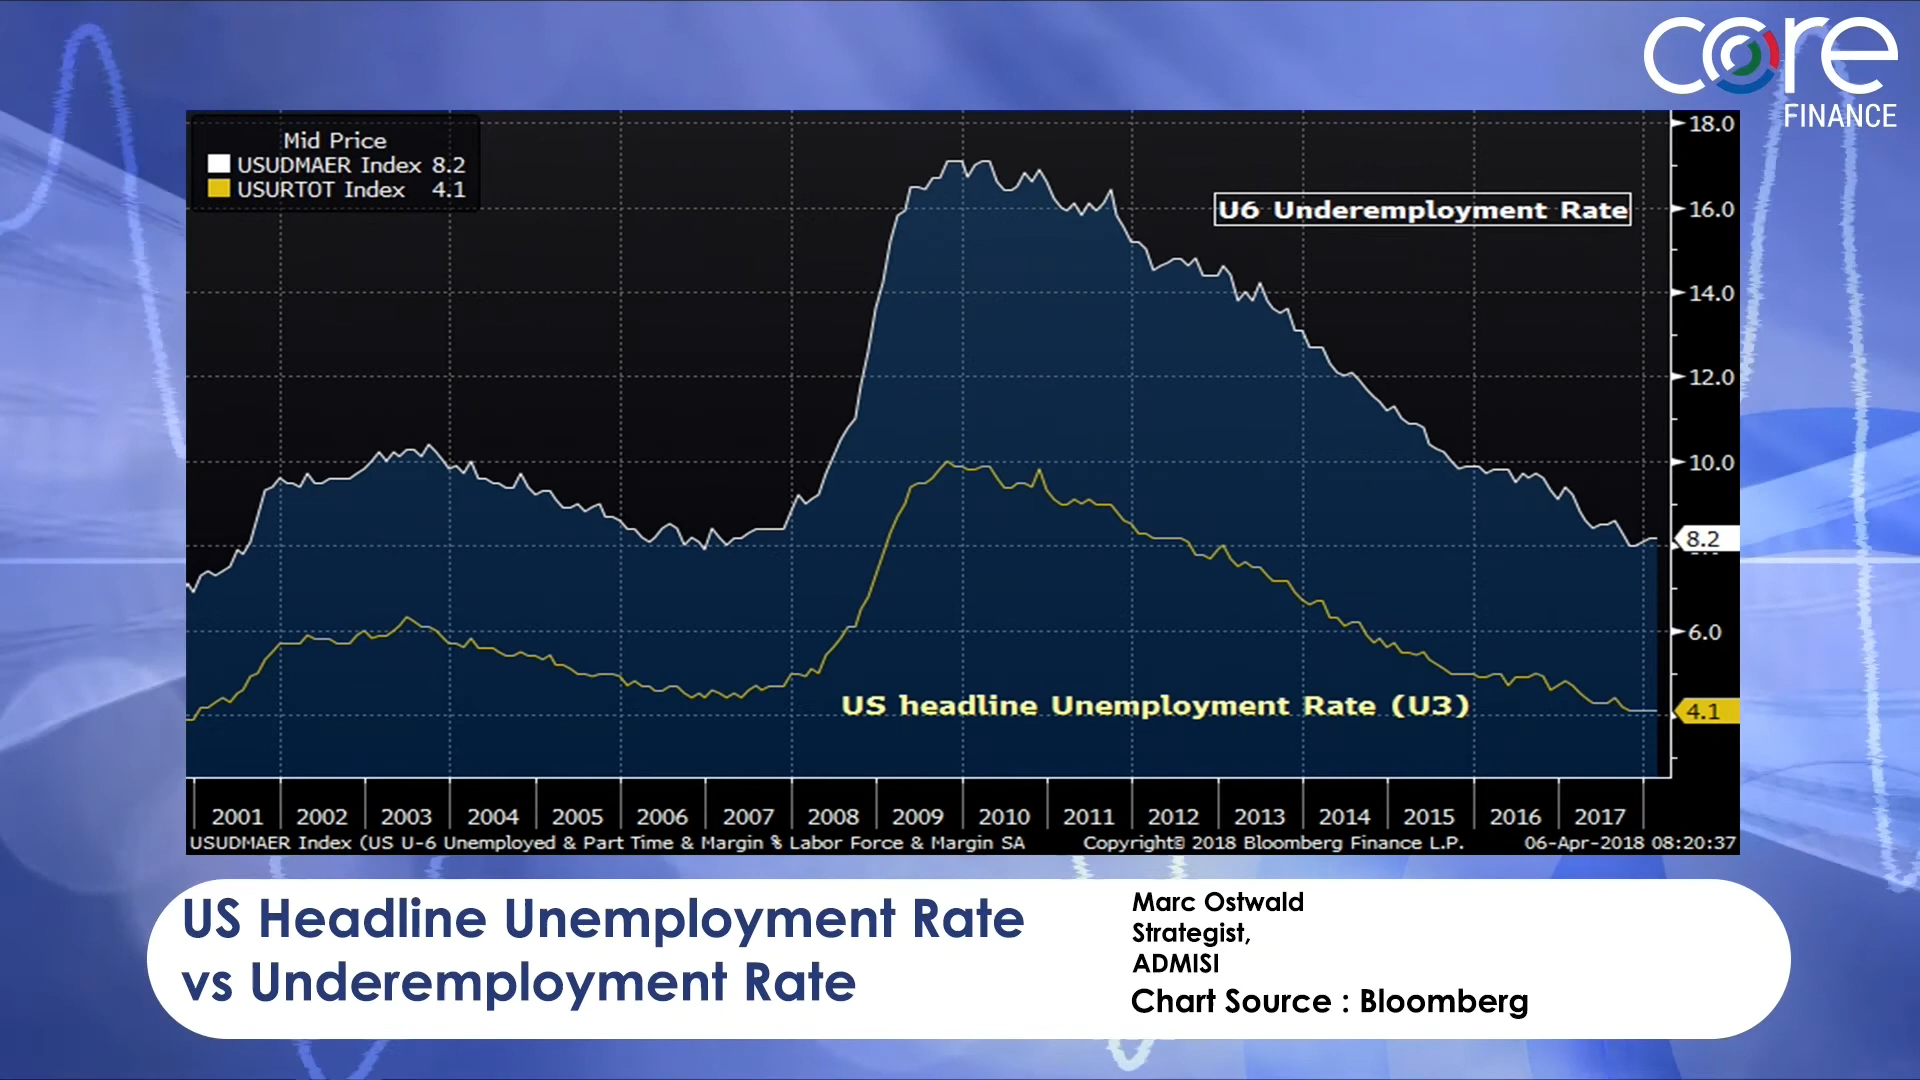 core
FINANCE
Mid Price
USUDMAER Index 8.2
USURTOT Index 4.1
U6 Underemployment Rate
US headline Unemployment Rate (U3)
18.0
16.0
14.0
12.0
10.0
8.2
6.0
4.1
2001 2002 2003 2004 2005 2006 2007 2008 2009 2010 2011 2012 2013 2014 2015 2016 2017
USUDMAER Index (US U-6 Unemployed & Part Time & Margin % Labor Force & Margin SA Copyright© 2018 Bloomberg Finance L.P. 06-Apr-2018 08:20:37
US Headline Unemployment Rate
vs Underemployment Rate
Marc Ostwald
Strategist,
ADMISI
Chart Source : Bloomberg